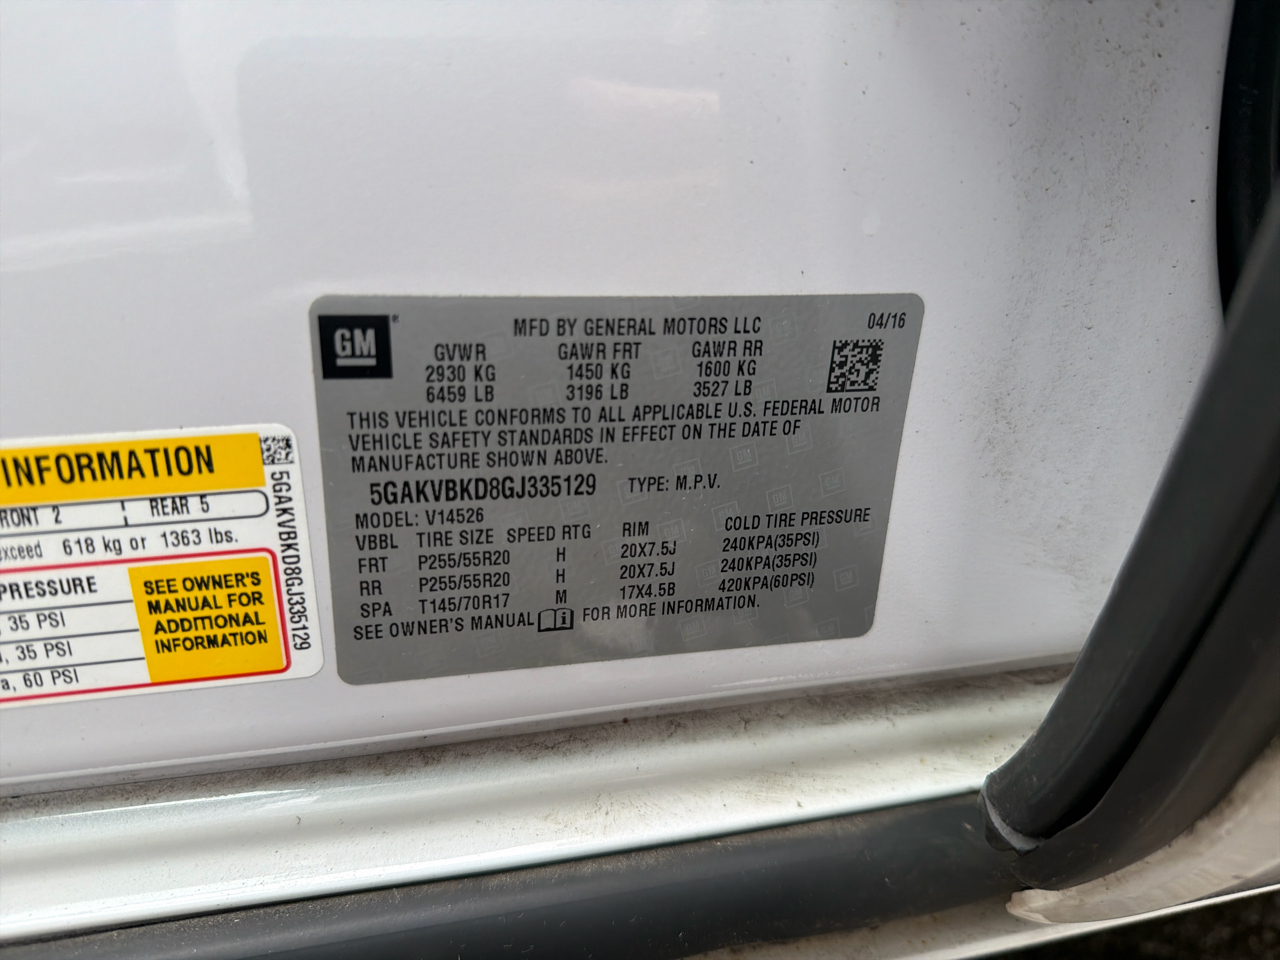 GM
MFD BY GENERAL MOTORS LLC
04/16
GVWR GAWR FRT GAWR RR
2930 KG 1450 KG 1600 KG
6459 LB 3196 LB 3527 LB
THIS VEHICLE CONFORMS TO ALL APPLICABLE U.S. FEDERAL MOTOR
VEHICLE SAFETY STANDARDS IN EFFECT ON THE DATE OF
MANUFACTURE SHOWN ABOVE.
5GAKVBKD8GJ335129 TYPE: M.P.V.
MODEL: V14526
VBBL TIRE SIZE SPEED RTG RIM COLD TIRE PRESSURE
FRT P255/55R20 H 20X7.5J 240KPA(35PSI)
RR P255/55R20 H 20X7.5J 240KPA(35PSI)
SPA T145/70R17 M 17X4.5B 420KPA(60PSI)
SEE OWNER'S MANUAL FOR MORE INFORMATION.
INFORMATION
RONT 2 REAR 5
exceed 618 kg or 1363 lbs.
PRESSURE
, 35 PSI
, 35 PSI
a, 60 PSI
SEE OWNER'S
MANUAL FOR
ADDITIONAL
INFORMATION
5GAKVBKD8GJ335129